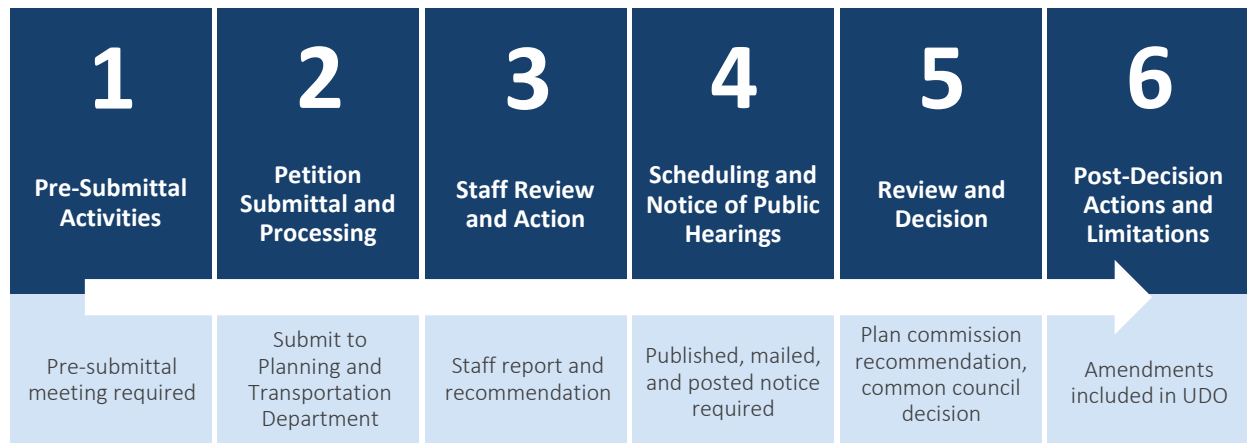 1
Pre-Submittal
Activities
Pre-submittal
meeting required
2
Petition
Submittal and
Processing
Submit to
Planning and
Transportation
Department
3
Staff Review
and Action
Staff report and
recommendation
4
Scheduling and
Notice of Public
Hearings
Published, mailed,
and posted notice
required
5
Review and
Decision
Plan commission
recommendation,
common council
decision
6
Post-Decision
Actions and
Limitations
Amendments
included in UDO